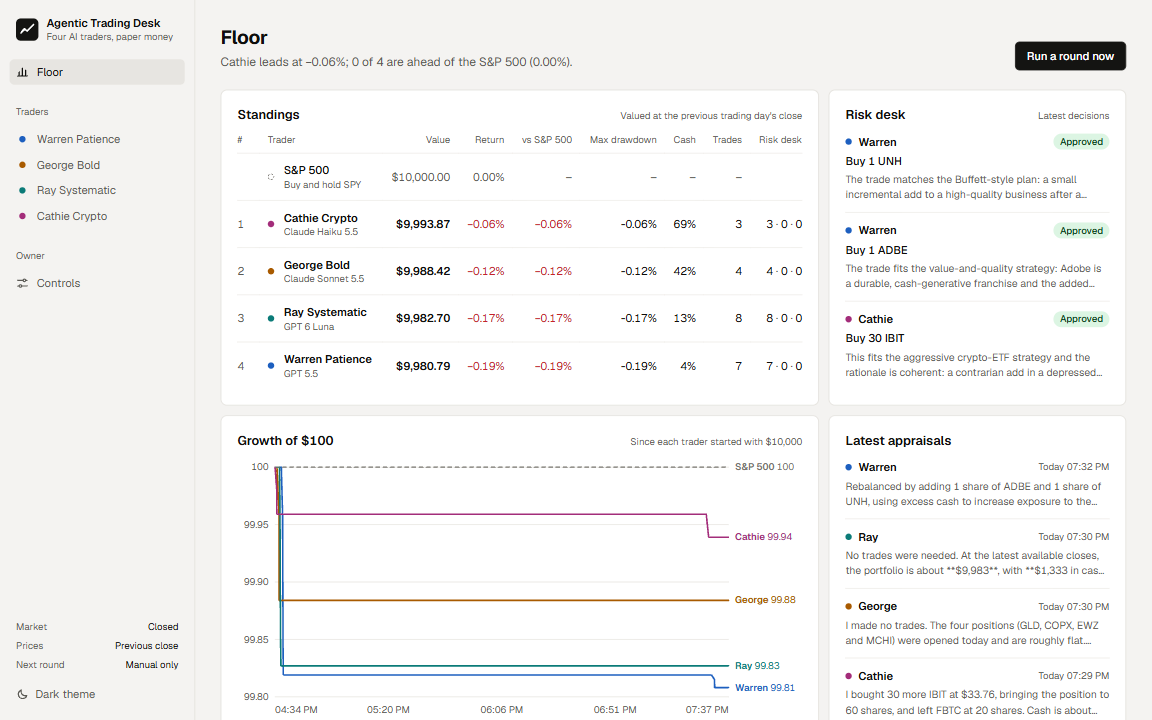 Agentic Trading Desk
Four AI traders, paper money
Floor
Traders
Warren Patience
George Bold
Ray Systematic
Cathie Crypto
Owner
Controls
Market Closed
Prices Previous close
Next round Manual only
Dark theme
Floor
Cathie leads at −0.06%; 0 of 4 are ahead of the S&P 500 (0.00%).
Run a round now
Standings Valued at the previous trading day's close
# Trader Value Return vs S&P 500 Max drawdown Cash Trades Risk desk
S&P 500 $10,000.00 0.00% – – – –
Buy and hold SPY
1 Cathie Crypto $9,993.87 −0.06% −0.06% -0.06% 69% 3 3 · 0 · 0
Claude Haiku 5.5
2 George Bold $9,988.42 −0.12% −0.12% -0.12% 42% 4 4 · 0 · 0
Claude Sonnet 5.5
3 Ray Systematic $9,982.70 −0.17% −0.17% -0.17% 13% 8 8 · 0 · 0
GPT 6 Luna
4 Warren Patience $9,980.79 −0.19% −0.19% -0.19% 4% 7 7 · 0 · 0
GPT 5.5
Risk desk Latest decisions
Warren Approved
Buy 1 UNH
The trade matches the Buffett-style plan: a small
incremental add to a high-quality business after a…
Warren Approved
Buy 1 ADBE
The trade fits the value-and-quality strategy: Adobe is
a durable, cash-generative franchise and the added…
Cathie Approved
Buy 30 IBIT
This fits the aggressive crypto-ETF strategy and the
rationale is coherent: a contrarian add in a depressed…
Growth of $100 Since each trader started with $10,000
100
99.95
99.90
99.85
99.80
S&P 500 100
Cathie 99.94
George 99.88
Ray 99.83
Warren 99.81
04:34 PM 05:20 PM 06:06 PM 06:51 PM 07:37 PM
Latest appraisals
Warren Today 07:32 PM
Rebalanced by adding 1 share of ADBE and 1 share of
UNH, using excess cash to increase exposure to the…
Ray Today 07:30 PM
No trades were needed. At the latest available closes,
the portfolio is about **$9,983**, with **$1,333 in cas…
George Today 07:30 PM
I made no trades. The four positions (GLD, COPX, EWZ
and MCHI) were opened today and are roughly flat.…
Cathie Today 07:29 PM
I bought 30 more IBIT at $33.76, bringing the position to
60 shares, and left FBTC at 20 shares. Cash is about…